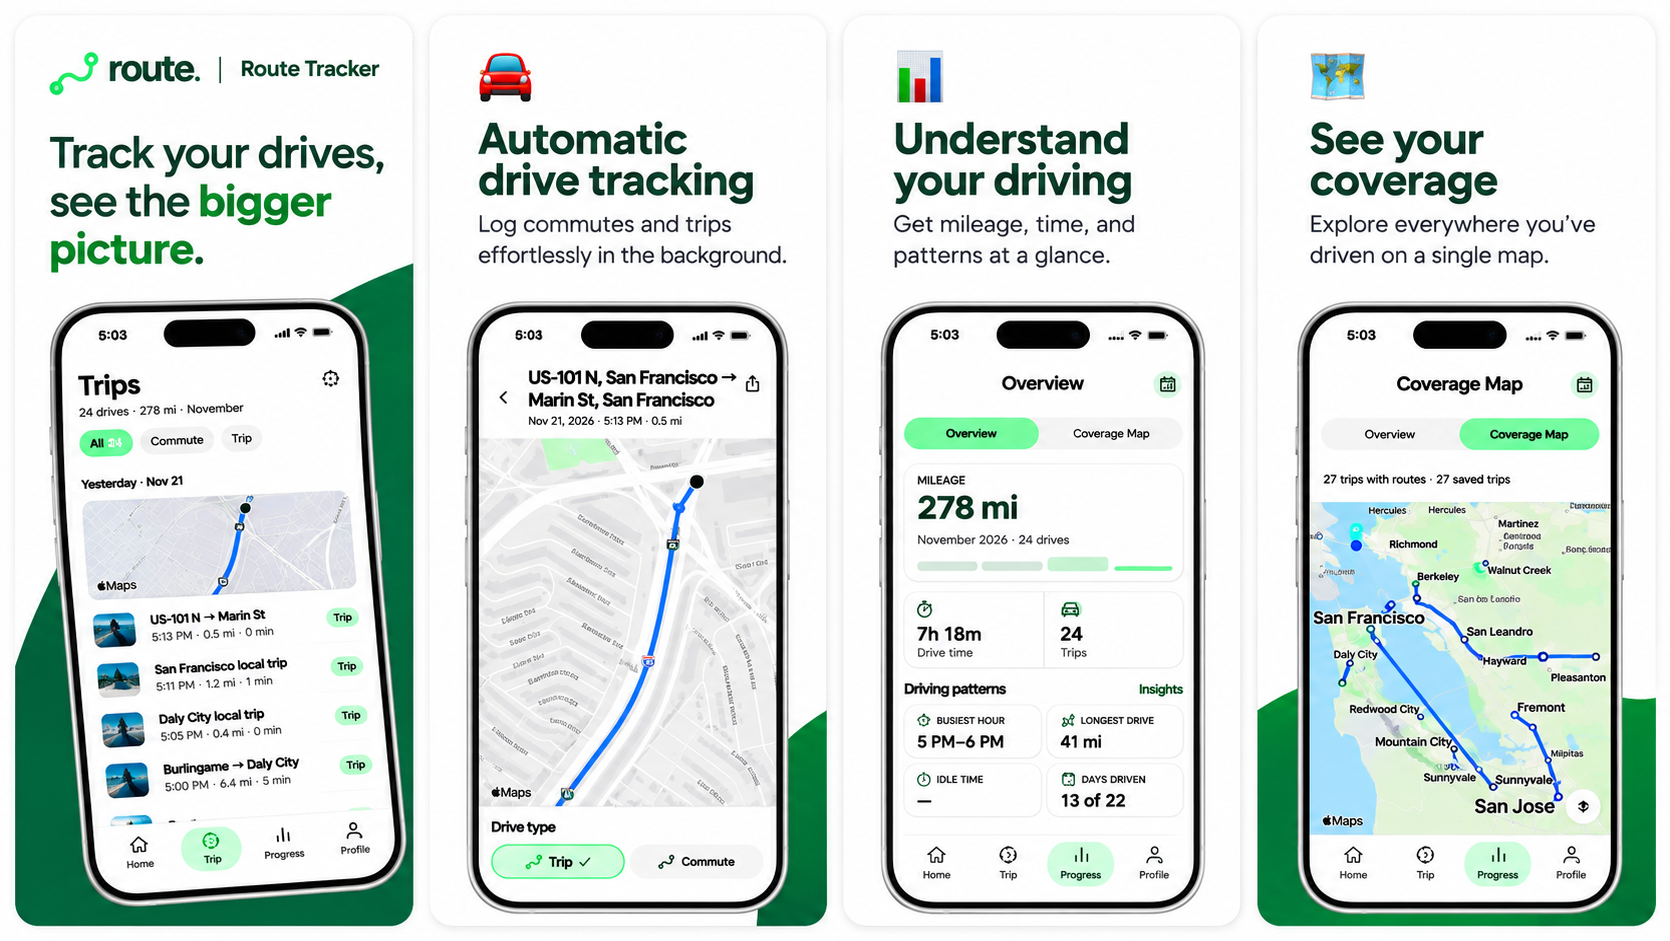 route. | Route Tracker
Track your drives,
see the bigger
picture.
5:03
Trips
24 drives · 278 mi · November
All
Commute
Trip
Yesterday · Nov 21
Maps
US-101 N → Marin St
5:13 PM · 0.5 mi · 0 min
Trip
San Francisco local trip
5:11 PM · 1.2 mi · 1 min
Trip
Daly City local trip
5:05 PM · 0.4 mi · 0 min
Trip
Burlingame → Daly City
5:00 PM · 6.4 mi · 5 min
Trip
Home
Trip
Progress
Profile
Automatic
drive tracking
Log commutes and trips
effortlessly in the background.
5:03
US-101 N, San Francisco →
Marin St, San Francisco
Nov 21, 2026 · 5:13 PM · 0.5 mi
Maps
Drive type
Trip ✓
Commute
Understand
your driving
Get mileage, time, and
patterns at a glance.
5:03
Overview
Overview
Coverage Map
MILEAGE
278 mi
November 2026 · 24 drives
7h 18m
Drive time
24
Trips
Driving patterns
Insights
BUSIEST HOUR
5 PM–6 PM
LONGEST DRIVE
41 mi
IDLE TIME
—
DAYS DRIVEN
13 of 22
Home
Trip
Progress
Profile
See your
coverage
Explore everywhere you've
driven on a single map.
5:03
Coverage Map
Overview
Coverage Map
27 trips with routes · 27 saved trips
Hercules
Hercules
Martinez
Richmond
Walnut Creek
Berkeley
San Francisco
San Leandro
Daly City
Hayward
Pleasanton
Redwood City
Fremont
Mountain City
Milpitas
Sunnyvale
Sunnyvale
San Jose
Maps
Home
Trip
Progress
Profile